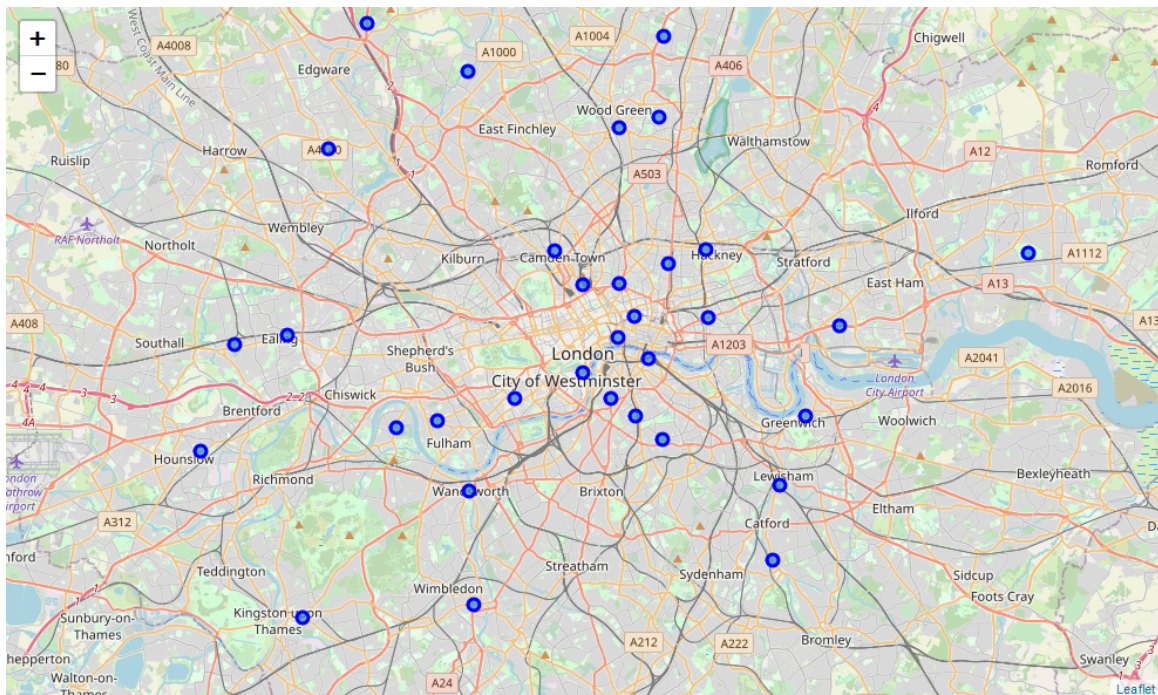 +
−
A4008
West Coast Main Line
A1000
A1004
Chigwell
Edgware
A406
Wood Green
East Finchley
Walthamstow
A12
Ruislip
Harrow
Romford
A503
Ilford
RAF Northolt
Northolt
Wembley
Kilburn
Camden Town
Hackney
Stratford
A1112
East Ham
A13
A408
Southall
Ealing
Shepherd's
Bush
London
A1203
A2041
City of Westminster
London
City Airport
A2016
Chiswick
Brentford
4A
Fulham
Greenwich
Woolwich
Hounslow
Richmond
Wandsworth
Brixton
Lewisham
Bexleyheath
A312
Catford
Eltham
Teddington
Streatham
Sydenham
Sidcup
Wimbledon
Foots Cray
Kingston upon
Thames
Sunbury-on-
Thames
A212
A222
Bromley
Swanley
Walton-on-
Thames
A24
Leaflet